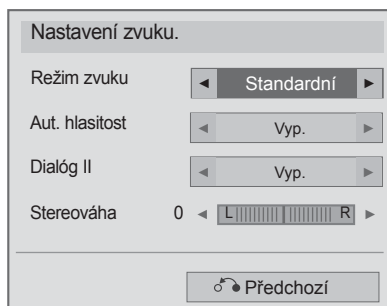 Nastavení zvuku.
Režim zvuku ◄ Standardní ►
Aut. hlasitost ◄ Vyp. ►
Dialóg II ◄ Vyp. ►
Stereováha 0 ◄ L R ►
Předchozí